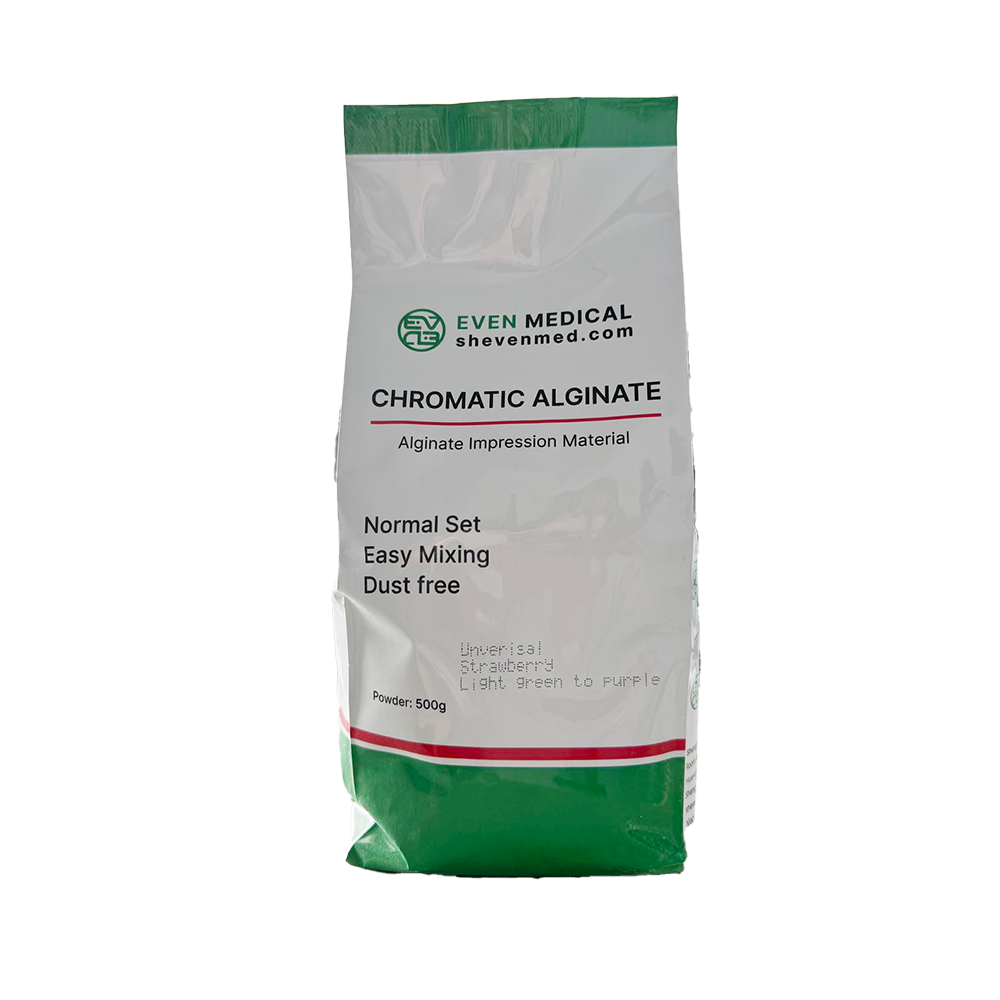 EVEN MEDICAL
shevenmed.com
CHROMATIC ALGINATE
Alginate Impression Material
Normal Set
Easy Mixing
Dust free
Unverisal
Strawberry
Light green to purple
Powder: 500g